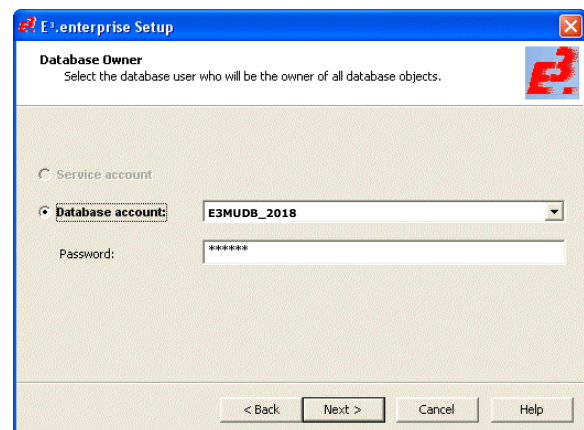 E³.enterprise Setup
Database Owner
Select the database user who will be the owner of all database objects.
E³.
Service account
Database account: E3MUDB_2018
Password: ******
< Back Next > Cancel Help